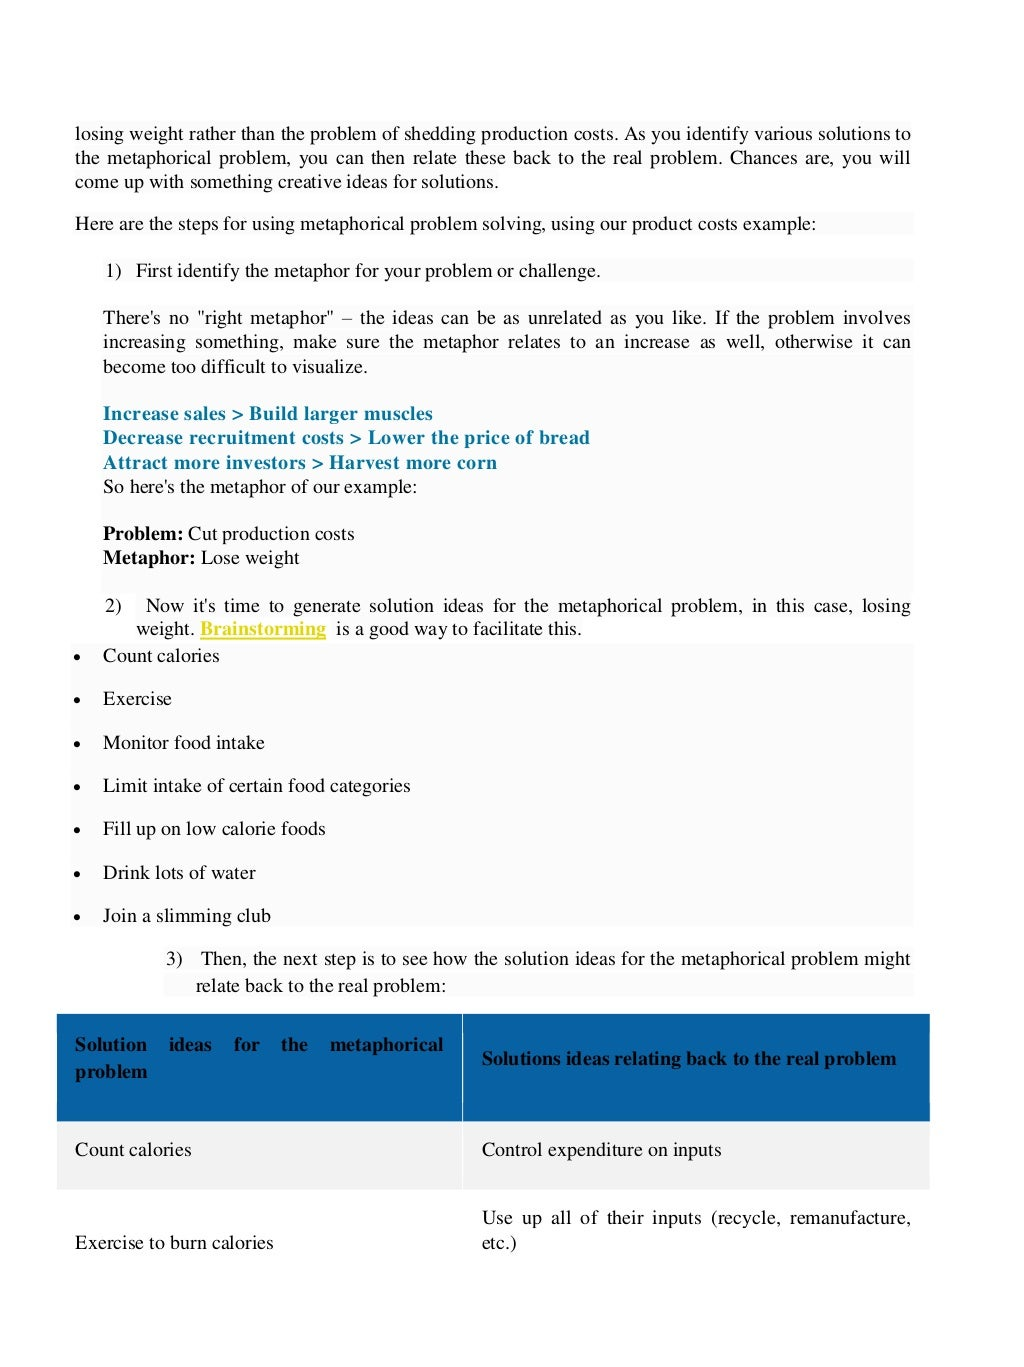 losing weight rather than the problem of shedding production costs. As you identify various solutions to
the metaphorical problem, you can then relate these back to the real problem. Chances are, you will
come up with something creative ideas for solutions.
Here are the steps for using metaphorical problem solving, using our product costs example:
1) First identify the metaphor for your problem or challenge.
There's no "right metaphor" – the ideas can be as unrelated as you like. If the problem involves
increasing something, make sure the metaphor relates to an increase as well, otherwise it can
become too difficult to visualize.
Increase sales > Build larger muscles
Decrease recruitment costs > Lower the price of bread
Attract more investors > Harvest more corn
So here's the metaphor of our example:
Problem: Cut production costs
Metaphor: Lose weight
2) Now it's time to generate solution ideas for the metaphorical problem, in this case, losing
weight. Brainstorming is a good way to facilitate this.
• Count calories
• Exercise
• Monitor food intake
• Limit intake of certain food categories
• Fill up on low calorie foods
• Drink lots of water
• Join a slimming club
3) Then, the next step is to see how the solution ideas for the metaphorical problem might
relate back to the real problem:
Solution ideas for the metaphorical
problem
Solutions ideas relating back to the real problem
Count calories
Control expenditure on inputs
Exercise to burn calories
Use up all of their inputs (recycle, remanufacture,
etc.)